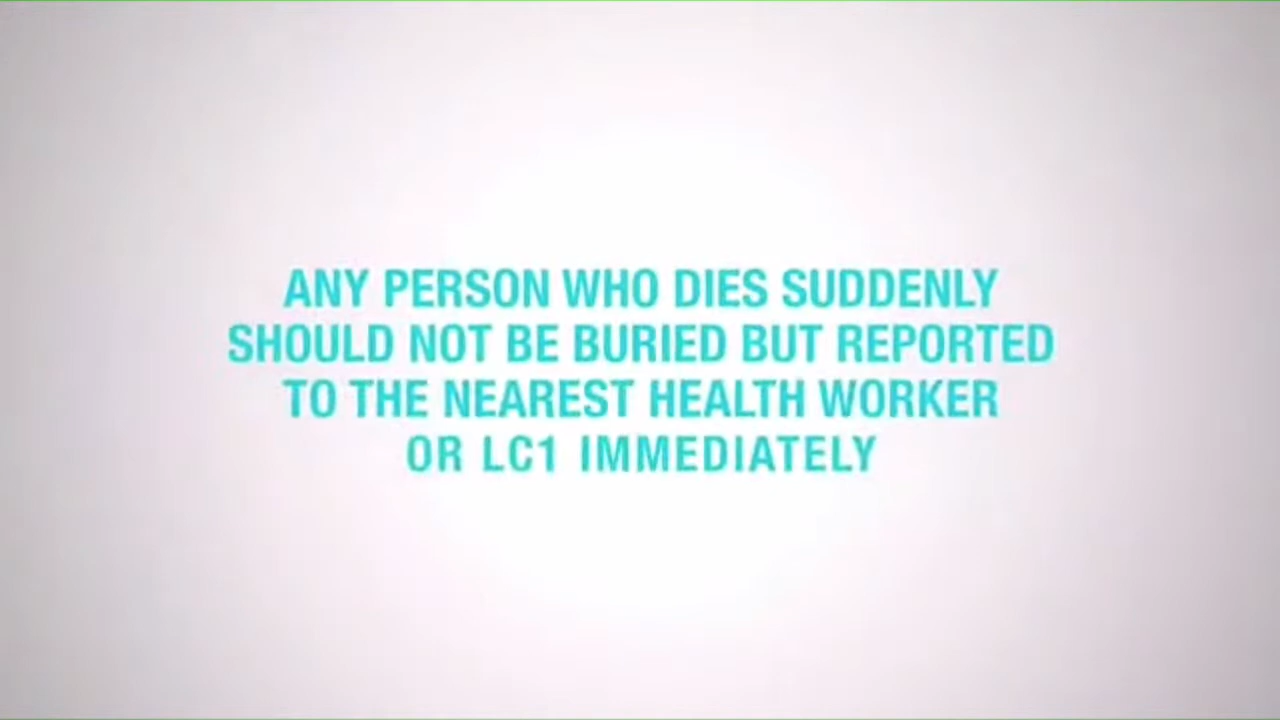 ANY PERSON WHO DIES SUDDENLY
SHOULD NOT BE BURIED BUT REPORTED
TO THE NEAREST HEALTH WORKER
OR LC1 IMMEDIATELY